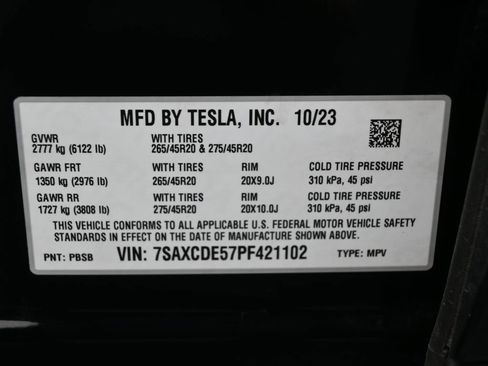 MFD BY TESLA, INC. 10/23
GVWR WITH TIRES
2777 kg (6122 lb) 265/45R20 & 275/45R20
GAWR FRT WITH TIRES RIM COLD TIRE PRESSURE
1350 kg (2976 lb) 265/45R20 20X9.0J 310 kPa, 45 psi
GAWR RR WITH TIRES RIM COLD TIRE PRESSURE
1727 kg (3808 lb) 275/45R20 20X10.0J 310 kPa, 45 psi
THIS VEHICLE CONFORMS TO ALL APPLICABLE U.S. FEDERAL MOTOR VEHICLE SAFETY
STANDARDS IN EFFECT ON THE DATE OF MANUFACTURE SHOWN ABOVE.
PNT: PBSB VIN: 7SAXCDE57PF421102 TYPE: MPV